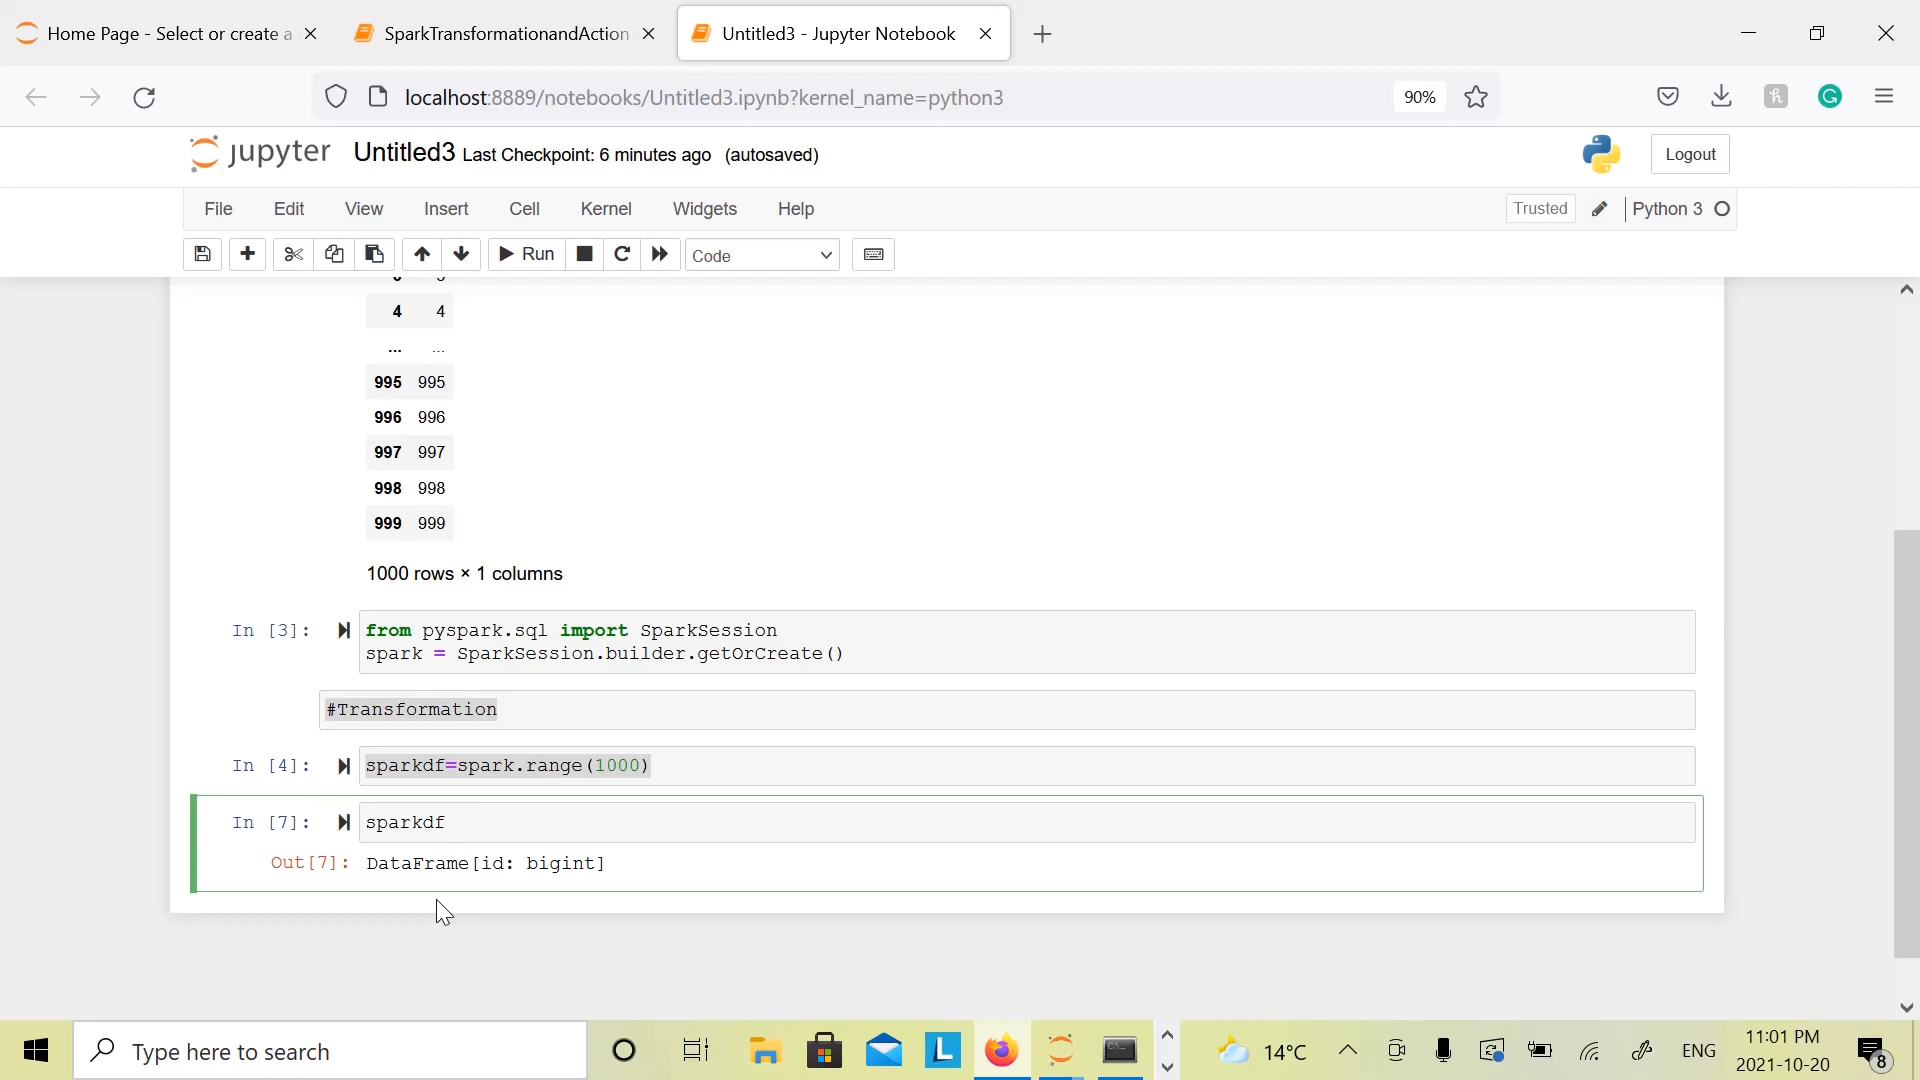 Home Page - Select or create a
SparkTransformationandAction
Untitled3 - Jupyter Notebook
localhost:8889/notebooks/Untitled3.ipynb?kernel_name=python3
90%
jupyter Untitled3 Last Checkpoint: 6 minutes ago (autosaved)
Logout
File Edit View Insert Cell Kernel Widgets Help
Trusted Python 3
Run Code
4 4
... ...
995 995
996 996
997 997
998 998
999 999
1000 rows × 1 columns
In [3]: from pyspark.sql import SparkSession
spark = SparkSession.builder.getOrCreate()
#Transformation
In [4]: sparkdf=spark.range(1000)
In [7]: sparkdf
Out[7]: DataFrame[id: bigint]
Type here to search
L
14°C
ENG
11:01 PM
2021-10-20
8